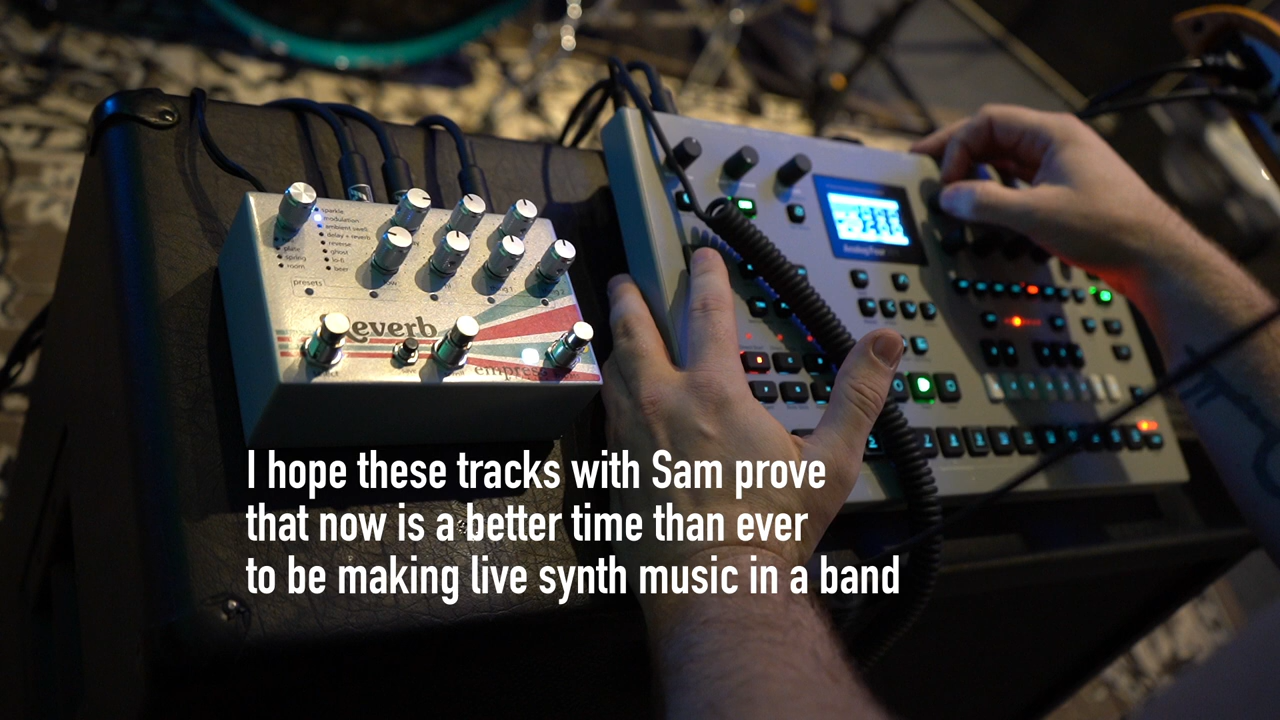 sparkle
modulation
ambient swell
delay + reverb
reverse
plate
ghost
spring
lo-fi
room
beer
presets
Reverb
empress
I hope these tracks with Sam prove
that now is a better time than ever
to be making live synth music in a band